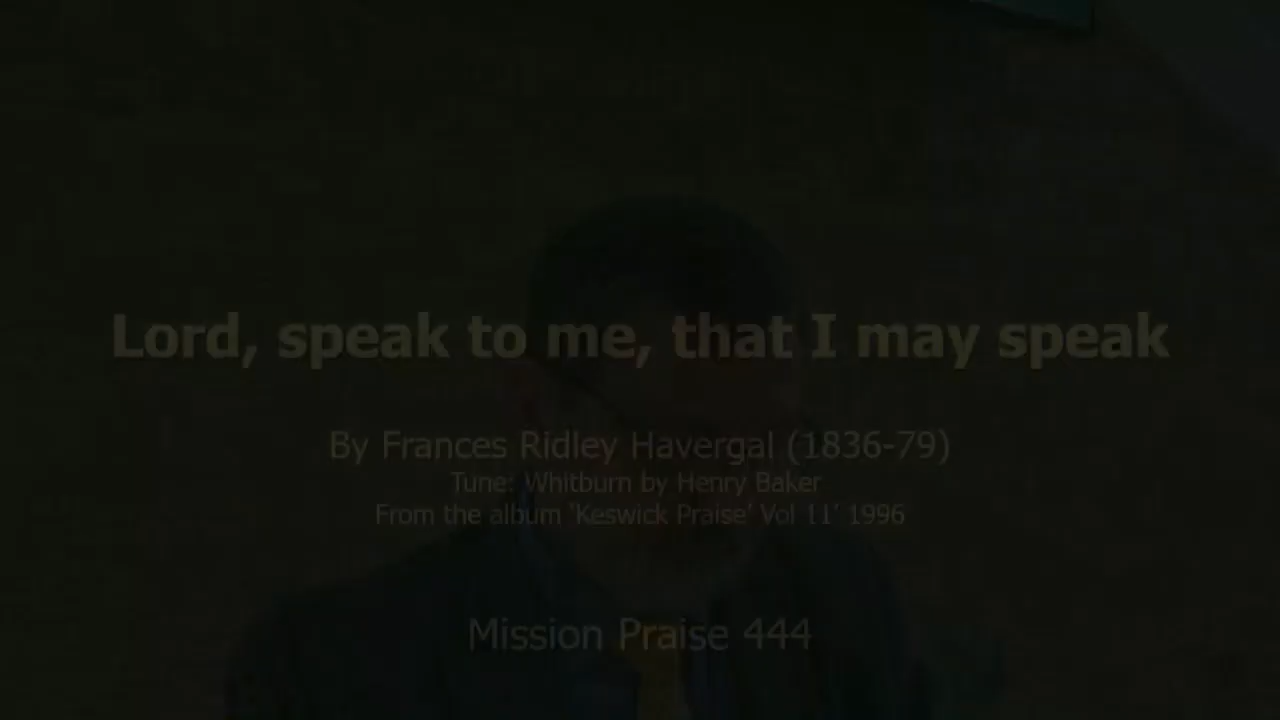 Lord, speak to me, that I may speak
By Frances Ridley Havergal (1836-79)
Tune: Whitburn by Henry Baker
From the album 'Keswick Praise' Vol 11' 1996
Mission Praise 444